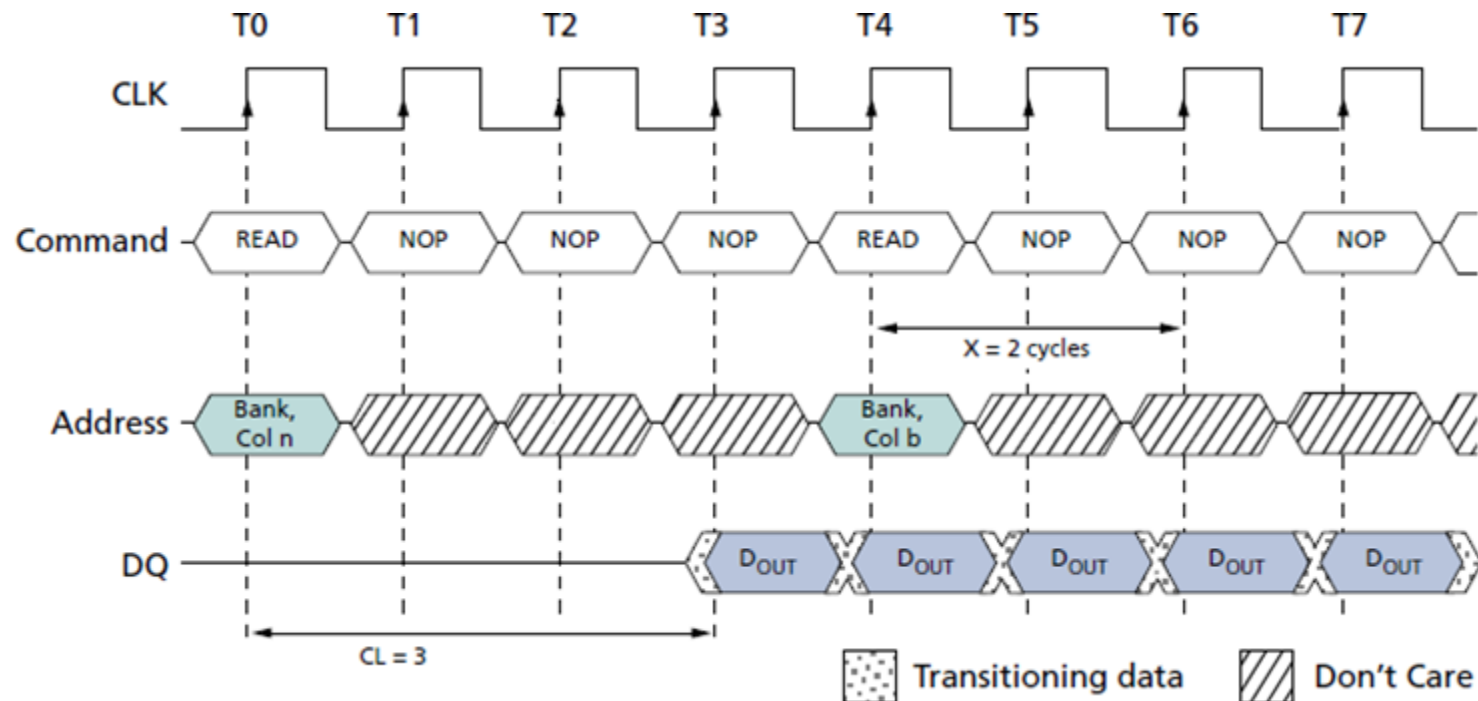 T0 T1 T2 T3 T4 T5 T6 T7
CLK
Command READ NOP NOP NOP READ NOP NOP NOP
X = 2 cycles
Address Bank, Col n Bank, Col b
DQ DOUT DOUT DOUT DOUT DOUT
CL = 3
Transitioning data Don't Care